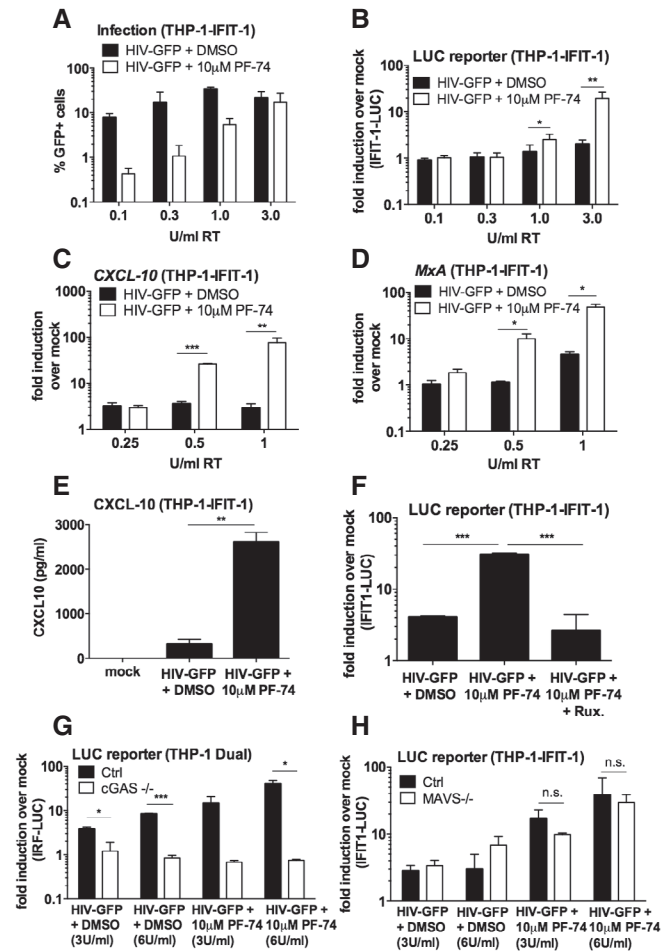 A
Infection (THP-1-IFIT-1)
HIV-GFP + DMSO
HIV-GFP + 10µM PF-74
% GFP+ cells
100
10
1
0.1
0.1 0.3 1.0 3.0
U/ml RT
B
LUC reporter (THP-1-IFIT-1)
HIV-GFP + DMSO
HIV-GFP + 10µM PF-74
fold induction over mock
(IFIT-1-LUC)
100
10
1
0.1
* **
0.1 0.3 1.0 3.0
U/ml RT
C
CXCL-10 (THP-1-IFIT-1)
HIV-GFP + DMSO
HIV-GFP + 10µM PF-74
fold induction
over mock
1000
100
10
1
*** **
0.25 0.5 1
U/ml RT
D
MxA (THP-1-IFIT-1)
HIV-GFP + DMSO
HIV-GFP + 10µM PF-74
fold induction
over mock
100
10
1
0.1
* *
0.25 0.5 1
U/ml RT
E
CXCL-10 (THP-1-IFIT-1)
CXCL10 (pg/ml)
3000
2000
1000
0
**
mock
HIV-GFP
+ DMSO
HIV-GFP +
10µM PF-74
F
LUC reporter (THP-1-IFIT-1)
fold induction over mock
(IFIT1-LUC)
100
10
1
*** ***
HIV-GFP
+ DMSO
HIV-GFP +
10µM PF-74
HIV-GFP +
10µM PF-74
+ Rux.
G
LUC reporter (THP-1 Dual)
Ctrl
cGAS -/-
fold induction over mock
(IRF-LUC)
100
10
1
0.1
* *** *
HIV-GFP
+ DMSO
(3U/ml)
HIV-GFP
+ DMSO
(6U/ml)
HIV-GFP +
10µM PF-74
(3U/ml)
HIV-GFP +
10µM PF-74
(6U/ml)
H
LUC reporter (THP-1-IFIT-1)
Ctrl
MAVS-/-
fold induction over mock
(IFIT1-LUC)
100
10
1
n.s. n.s.
HIV-GFP
+ DMSO
(3U/ml)
HIV-GFP
+ DMSO
(6U/ml)
HIV-GFP +
10µM PF-74
(3U/ml)
HIV-GFP +
10µM PF-74
(6U/ml)